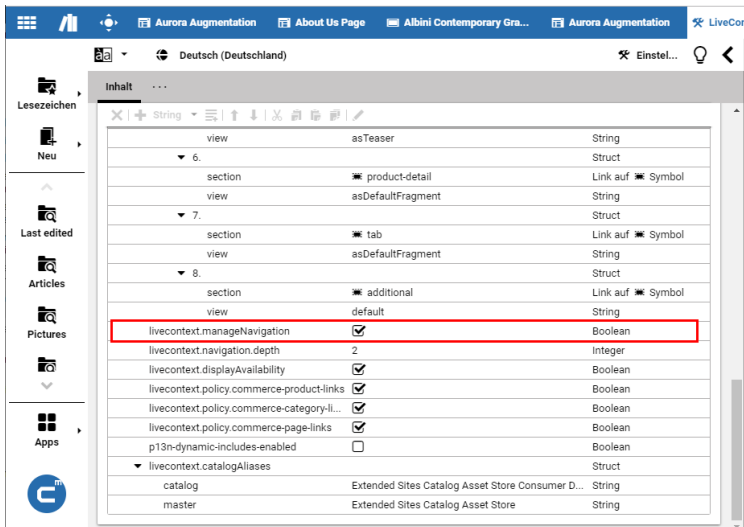 Aurora Augmentation
About Us Page
Albini Contemporary Gra...
Aurora Augmentation
LiveCor
àa
Deutsch (Deutschland)
Einstel...
Lesezeichen
Neu
Last edited
Articles
Pictures
Apps
Inhalt ...
String
view asTeaser String
6. Struct
section product-detail Link auf Symbol
view asDefaultFragment String
7. Struct
section tab Link auf Symbol
view asDefaultFragment String
8. Struct
section additional Link auf Symbol
view default String
livecontext.manageNavigation Boolean
livecontext.navigation.depth 2 Integer
livecontext.displayAvailability Boolean
livecontext.policy.commerce-product-links Boolean
livecontext.policy.commerce-category-li... Boolean
livecontext.policy.commerce-page-links Boolean
p13n-dynamic-includes-enabled Boolean
livecontext.catalogAliases Struct
catalog Extended Sites Catalog Asset Store Consumer D... String
master Extended Sites Catalog Asset Store String